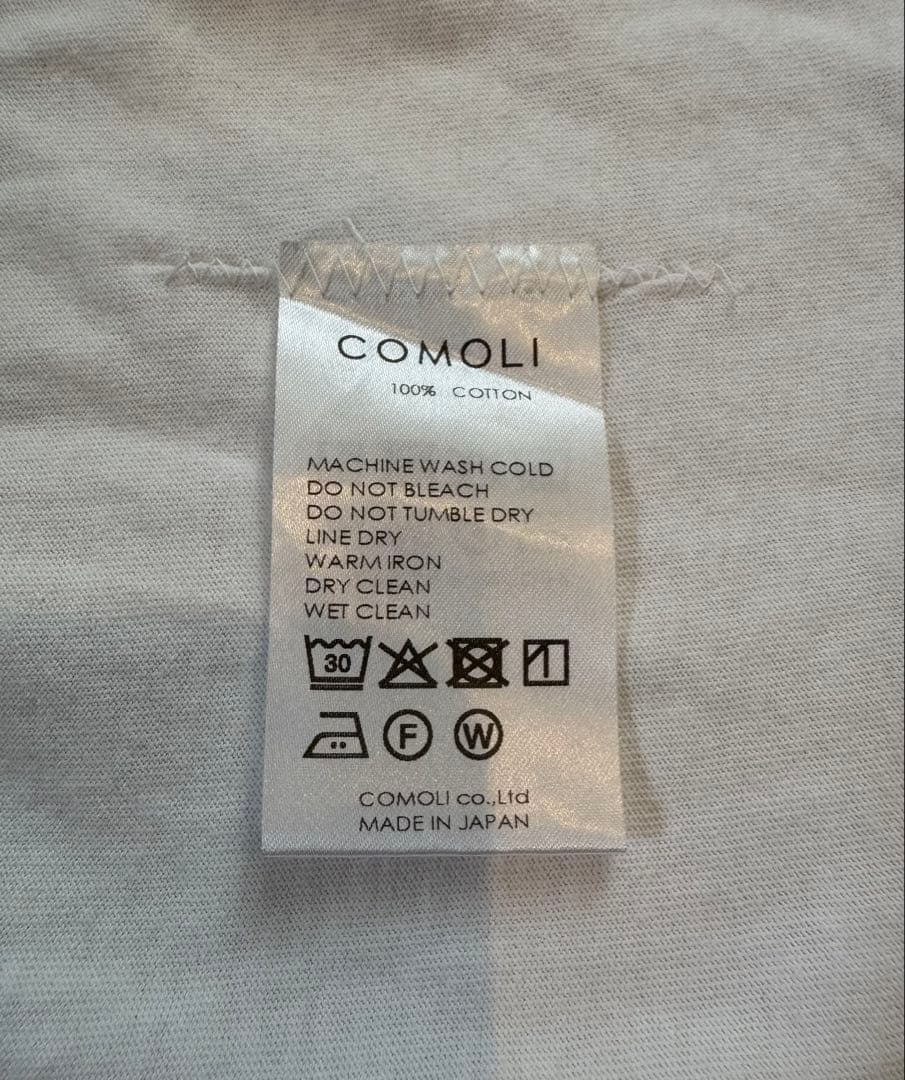 COMOLI
100% COTTON
MACHINE WASH COLD
DO NOT BLEACH
DO NOT TUMBLE DRY
LINE DRY
WARM IRON
DRY CLEAN
WET CLEAN
30
F W
COMOLI co.,Ltd
MADE IN JAPAN